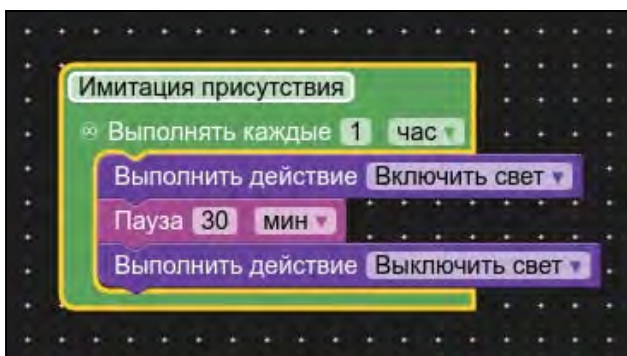 Имитация присутствия
Выполнять каждые 1 час
Выполнить действие Включить свет
Пауза 30 мин
Выполнить действие Выключить свет